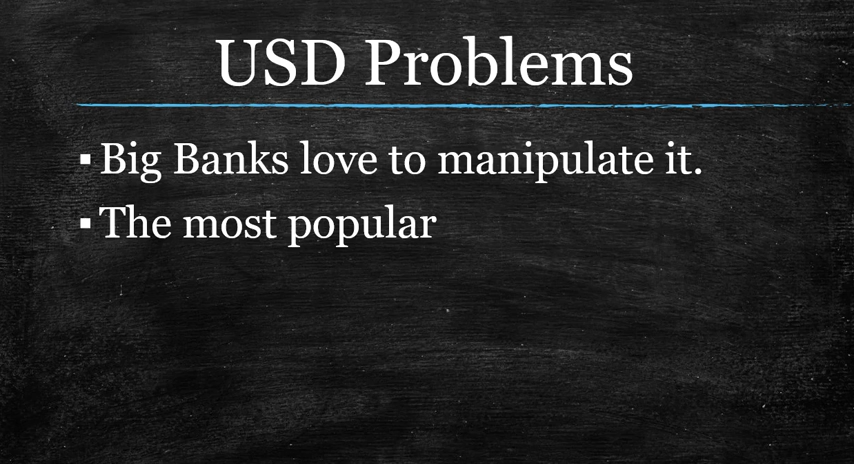 USD Problems
▪ Big Banks love to manipulate it.
▪ The most popular